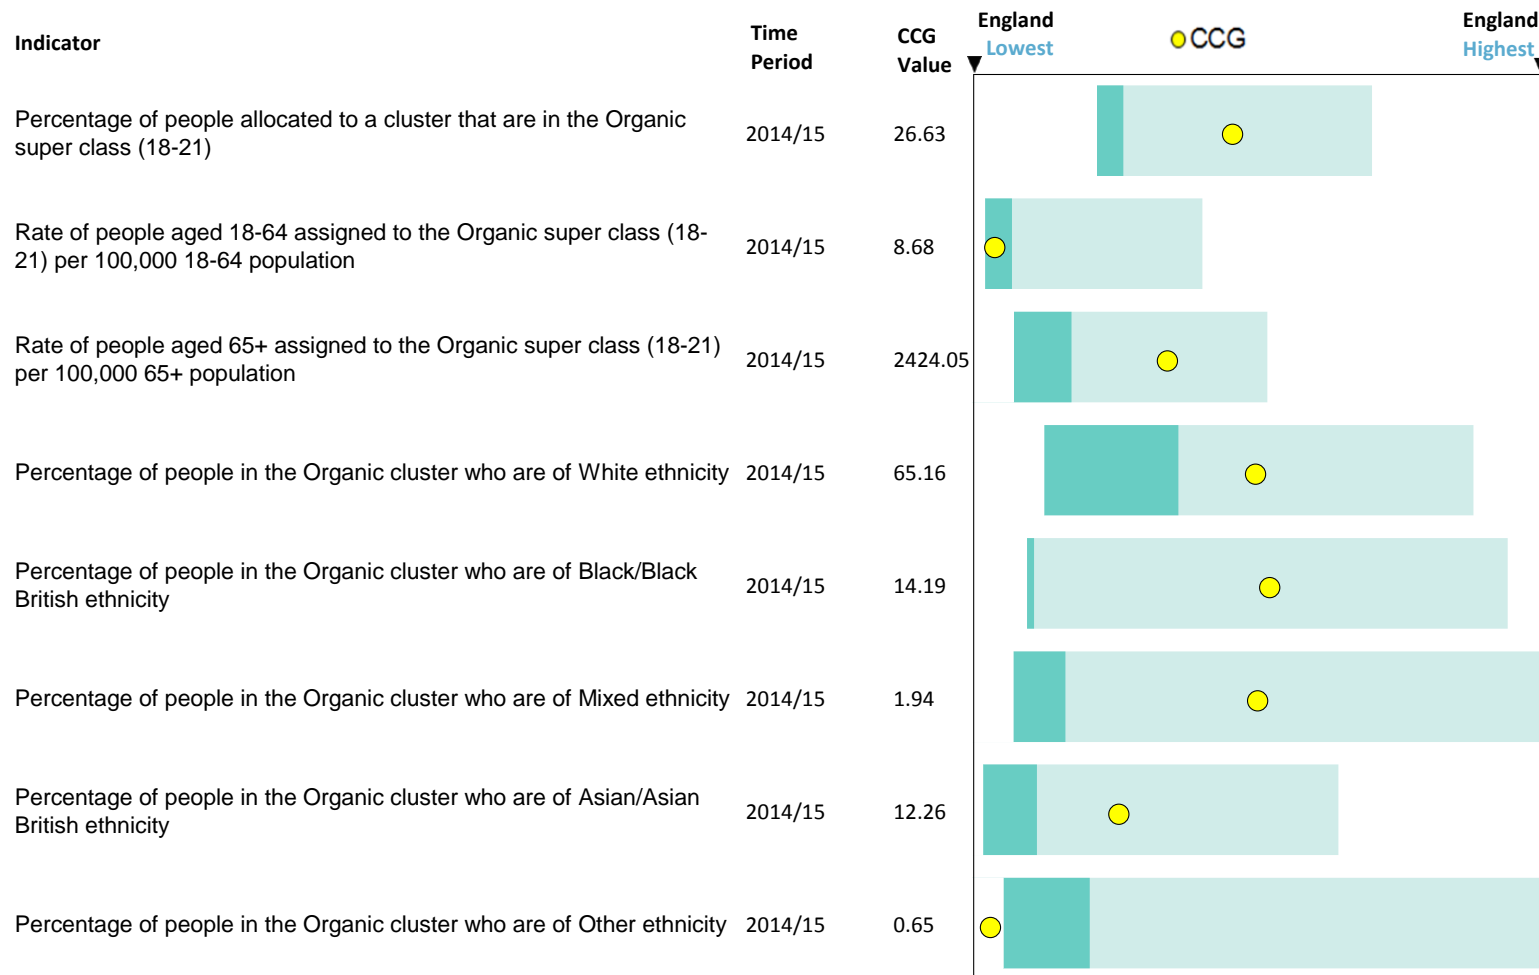 Indicator
Time
Period
CCG
Value
England
Lowest
CCG
England
Highest
Percentage of people allocated to a cluster that are in the Organic
super class (18-21)
2014/15
26.63
Rate of people aged 18-64 assigned to the Organic super class (18-
21) per 100,000 18-64 population
2014/15
8.68
Rate of people aged 65+ assigned to the Organic super class (18-21)
per 100,000 65+ population
2014/15
2424.05
Percentage of people in the Organic cluster who are of White ethnicity
2014/15
65.16
Percentage of people in the Organic cluster who are of Black/Black
British ethnicity
2014/15
14.19
Percentage of people in the Organic cluster who are of Mixed ethnicity
2014/15
1.94
Percentage of people in the Organic cluster who are of Asian/Asian
British ethnicity
2014/15
12.26
Percentage of people in the Organic cluster who are of Other ethnicity
2014/15
0.65